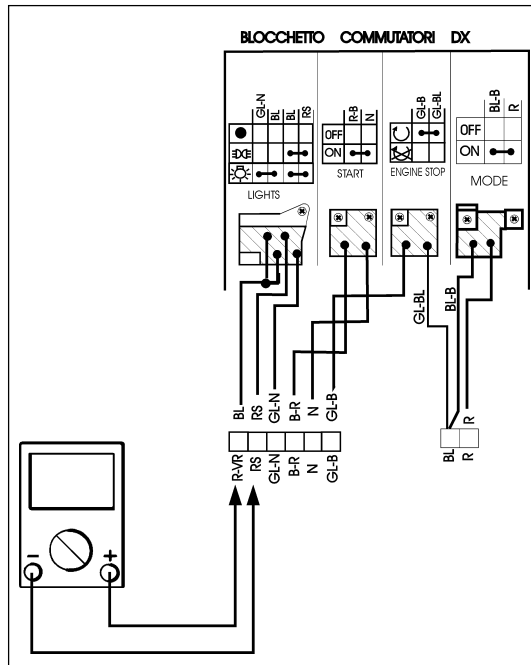 BLOCCHETTO COMMUTATORI DX
GL-N BL BL RS
LIGHTS
R-B N
OFF
ON
START
GL-B GL-BL
ENGINE STOP
BL-B R
OFF
ON
MODE
GL-BL BL-B R
BL RS GL-N B-R N GL-B
R-VR RS GL-N B-R N GL-B
BL R
− +